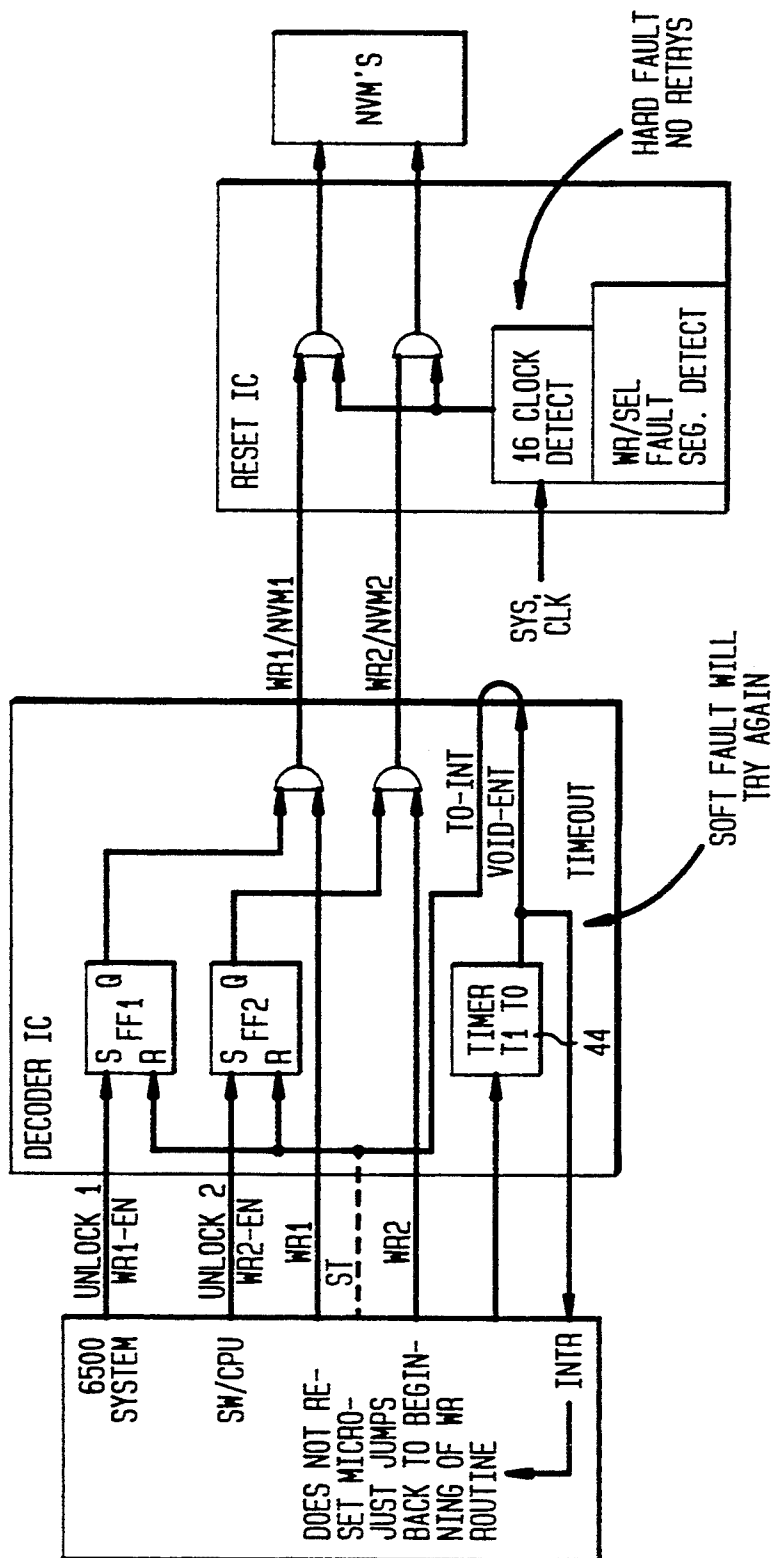 6500
SYSTEM
SW/CPU
DOES NOT RE-
SET MICRO-
JUST JUMPS
BACK TO BEGIN-
NING OF WR
ROUTINE
INTR
UNLOCK 1
WR1-EN
UNLOCK 2
WR2-EN
WR1
ST
WR2
DECODER IC
S Q
FF1
R
S Q
FF2
R
TIMER
T1 TO
44
TO-INT
VOID-ENT
TIMEOUT
SOFT FAULT WILL
TRY AGAIN
WR1/NVM1
WR2/NVM2
SYS,
CLK
RESET IC
16 CLOCK
DETECT
WR/SEL
FAULT
SEG. DETECT
HARD FAULT
NO RETRYS
NVM'S